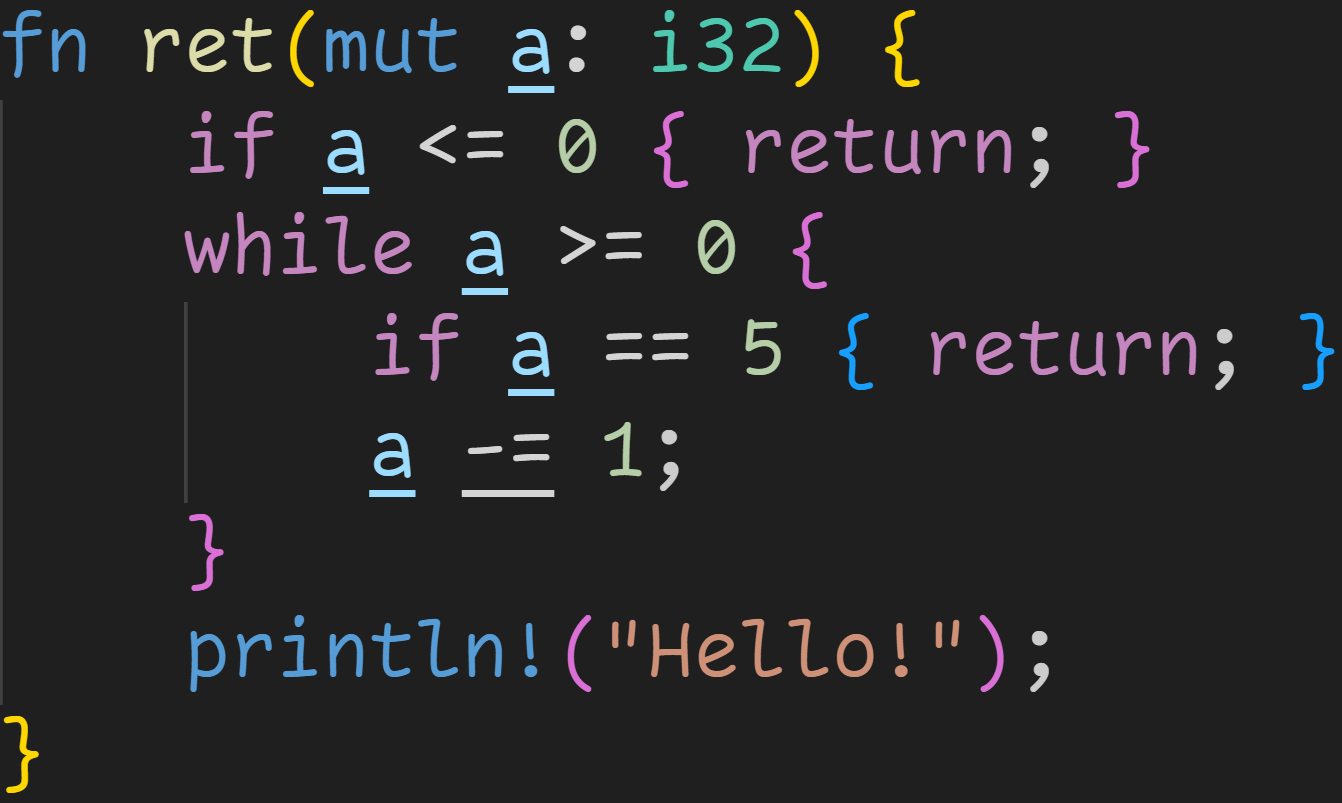 fn ret(mut a: i32) {
    if a <= 0 { return; }
    while a >= 0 {
        if a == 5 { return; }
        a -= 1;
    }
    println!("Hello!");
}